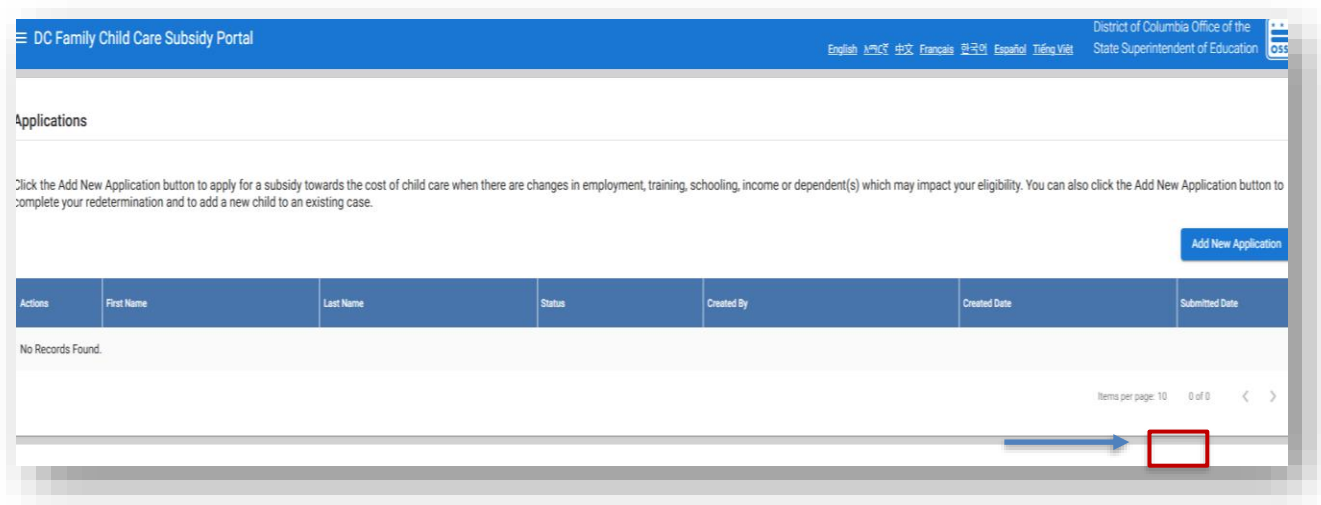 DC Family Child Care Subsidy Portal
English አማርኛ 中文 Français 한국어 Español Tiếng Việt
District of Columbia Office of the
State Superintendent of Education
OSS
Applications
Click the Add New Application button to apply for a subsidy towards the cost of child care when there are changes in employment, training, schooling, income or dependent(s) which may impact your eligibility. You can also click the Add New Application button to
complete your redetermination and to add a new child to an existing case.
Add New Application
Actions First Name Last Name Status Created By Created Date Submitted Date
No Records Found.
Items per page: 10 0 of 0